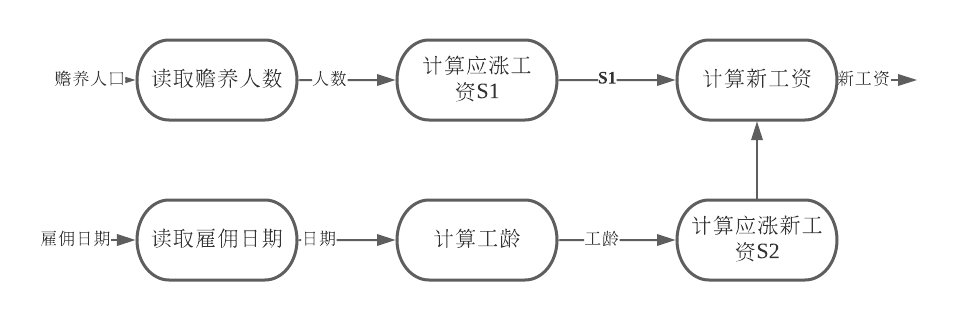 赡养人口
读取赡养人数
人数
计算应涨工
资S1
S1
计算新工资
新工资
雇佣日期
读取雇佣日期
日期
计算工龄
工龄
计算应涨新工
资S2